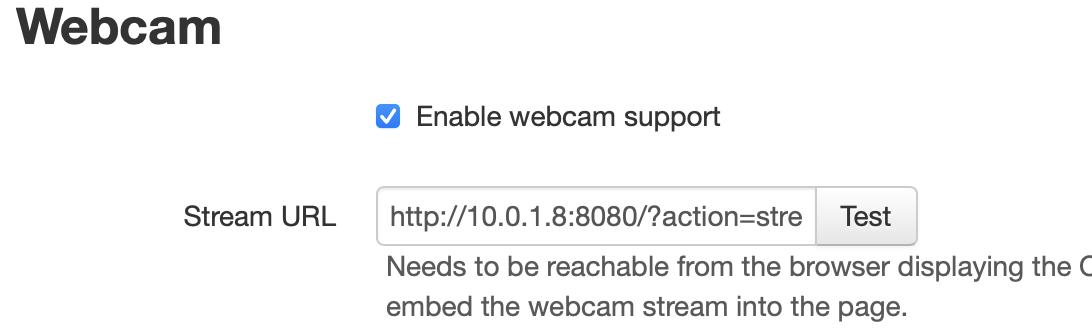 Webcam
Enable webcam support
Stream URL http://10.0.1.8:8080/?action=stre Test
Needs to be reachable from the browser displaying the
embed the webcam stream into the page.